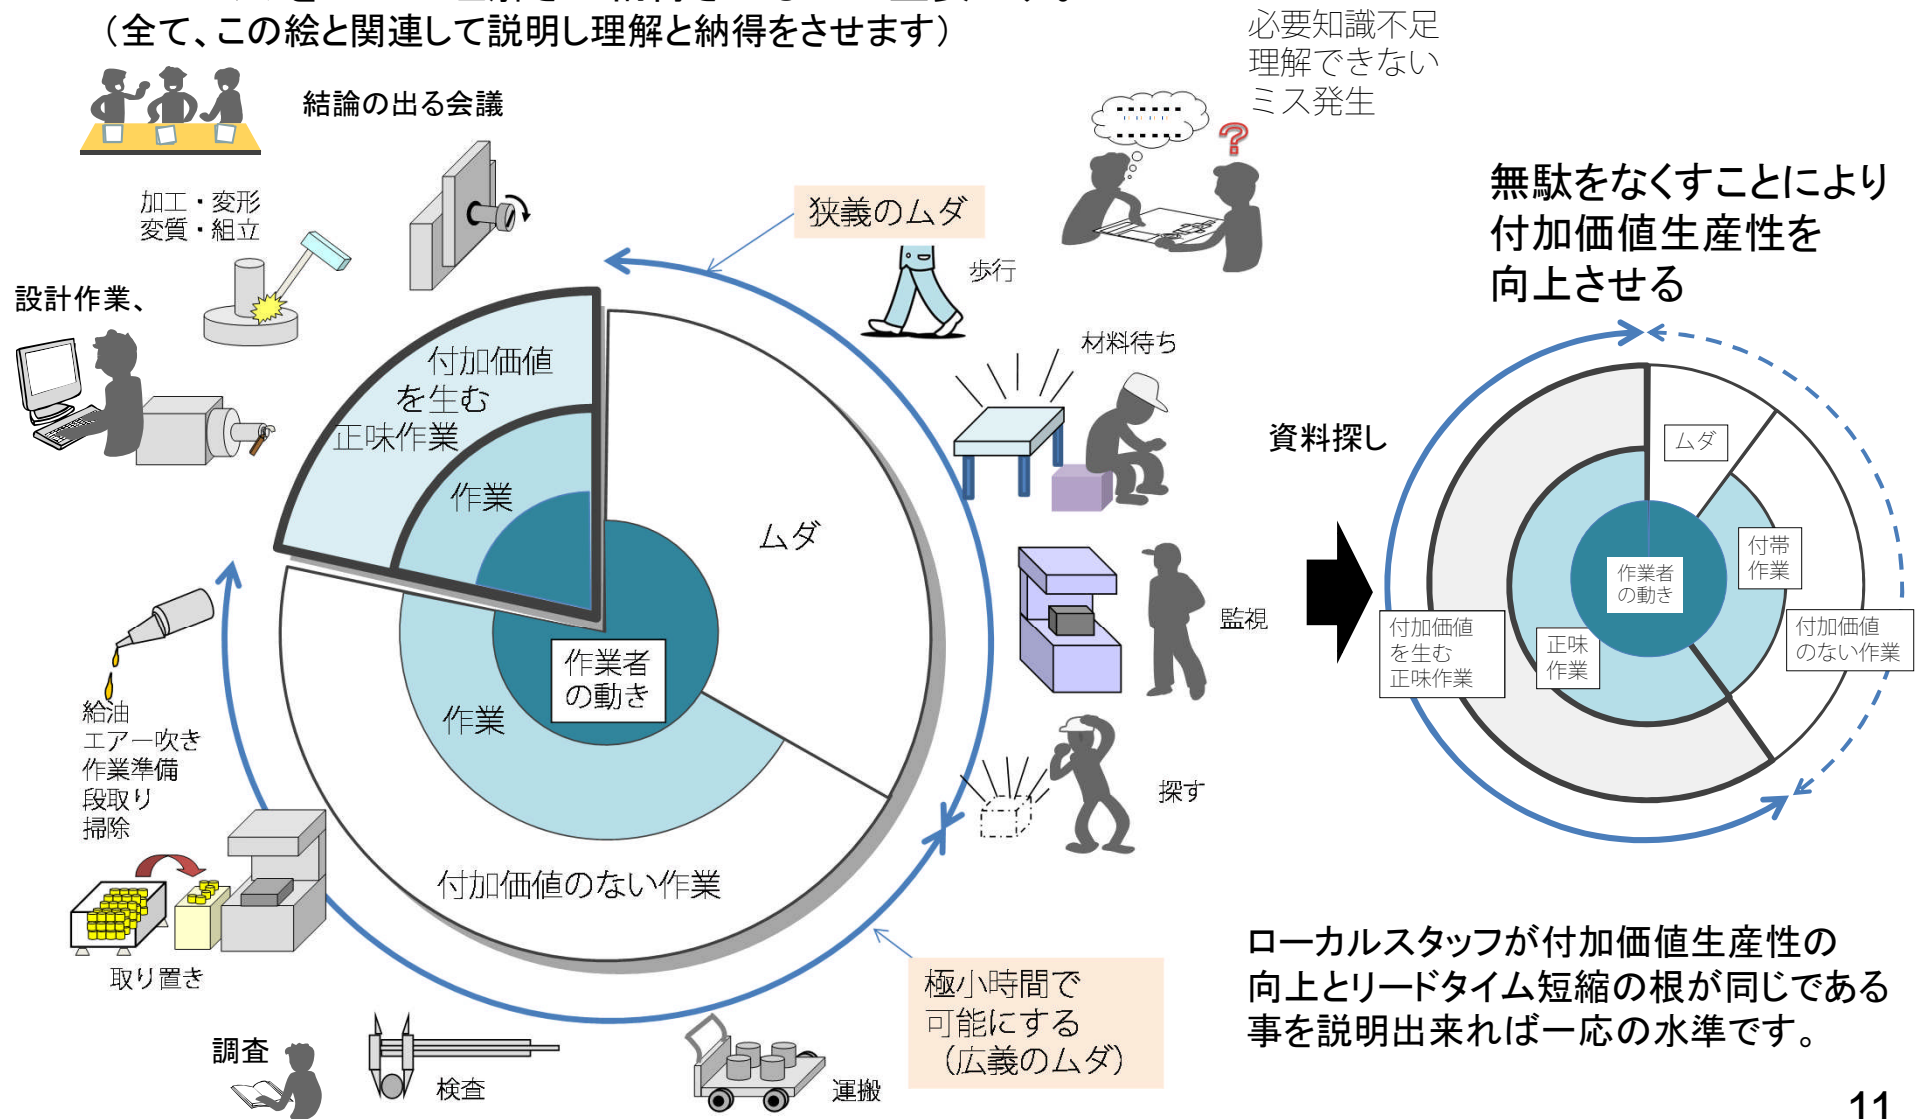 （全て、この絵と関連して説明し理解と納得をさせます）
必要知識不足
理解できない
ミス発生
結論の出る会議
加工・変形
変質・組立
設計作業、
狭義のムダ
歩行
材料待ち
資料探し
監視
探す
付加価値
を生む
正味作業
作業
ムダ
作業者
の動き
作業
付加価値のない作業
給油
エアー吹き
作業準備
段取り
掃除
取り置き
調査
検査
運搬
極小時間で
可能にする
（広義のムダ）
無駄をなくすことにより
付加価値生産性を
向上させる
ムダ
付帯
作業
作業者
の動き
付加価値
を生む
正味作業
正味
作業
付加価値
のない作業
ローカルスタッフが付加価値生産性の
向上とリードタイム短縮の根が同じである
事を説明出来れば一応の水準です。
11